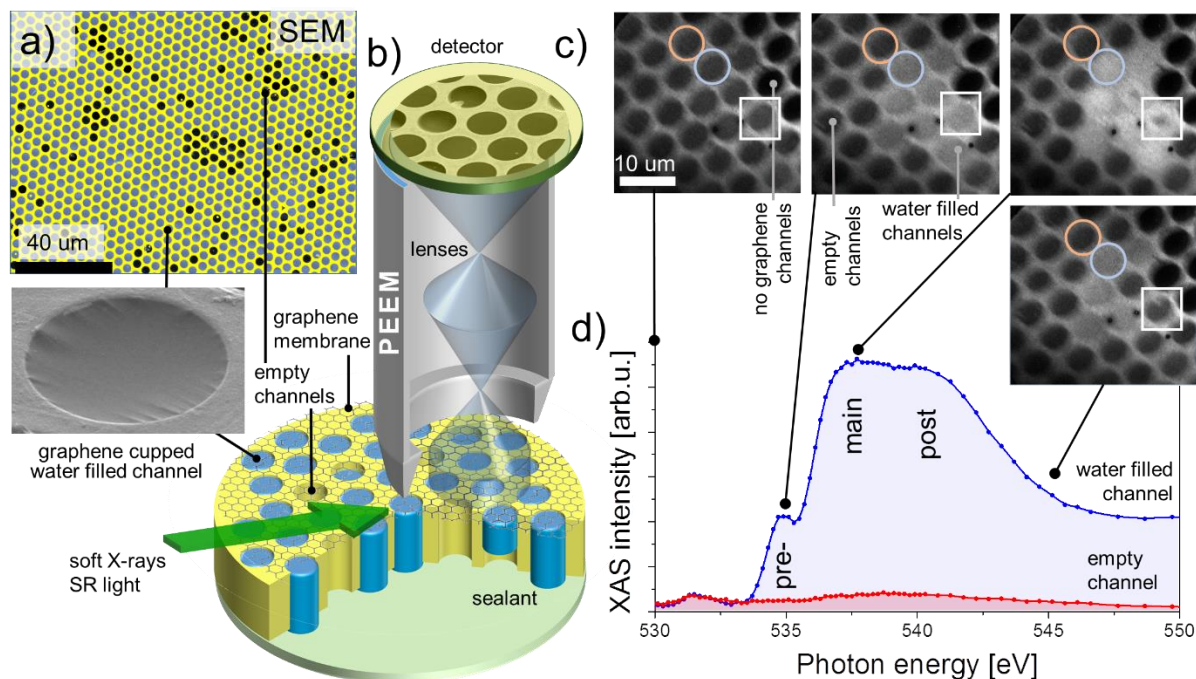 a)
SEM
40 um
graphene cupped
water filled channel
graphene
membrane
empty
channels
b)
detector
lenses
PEEM
soft X-rays
SR light
sealant
c)
10 um
no graphene
channels
empty
channels
water filled
channels
d)
XAS intensity [arb.u.]
pre-
main
post
water filled
channel
empty
channel
530
535
540
545
550
Photon energy [eV]